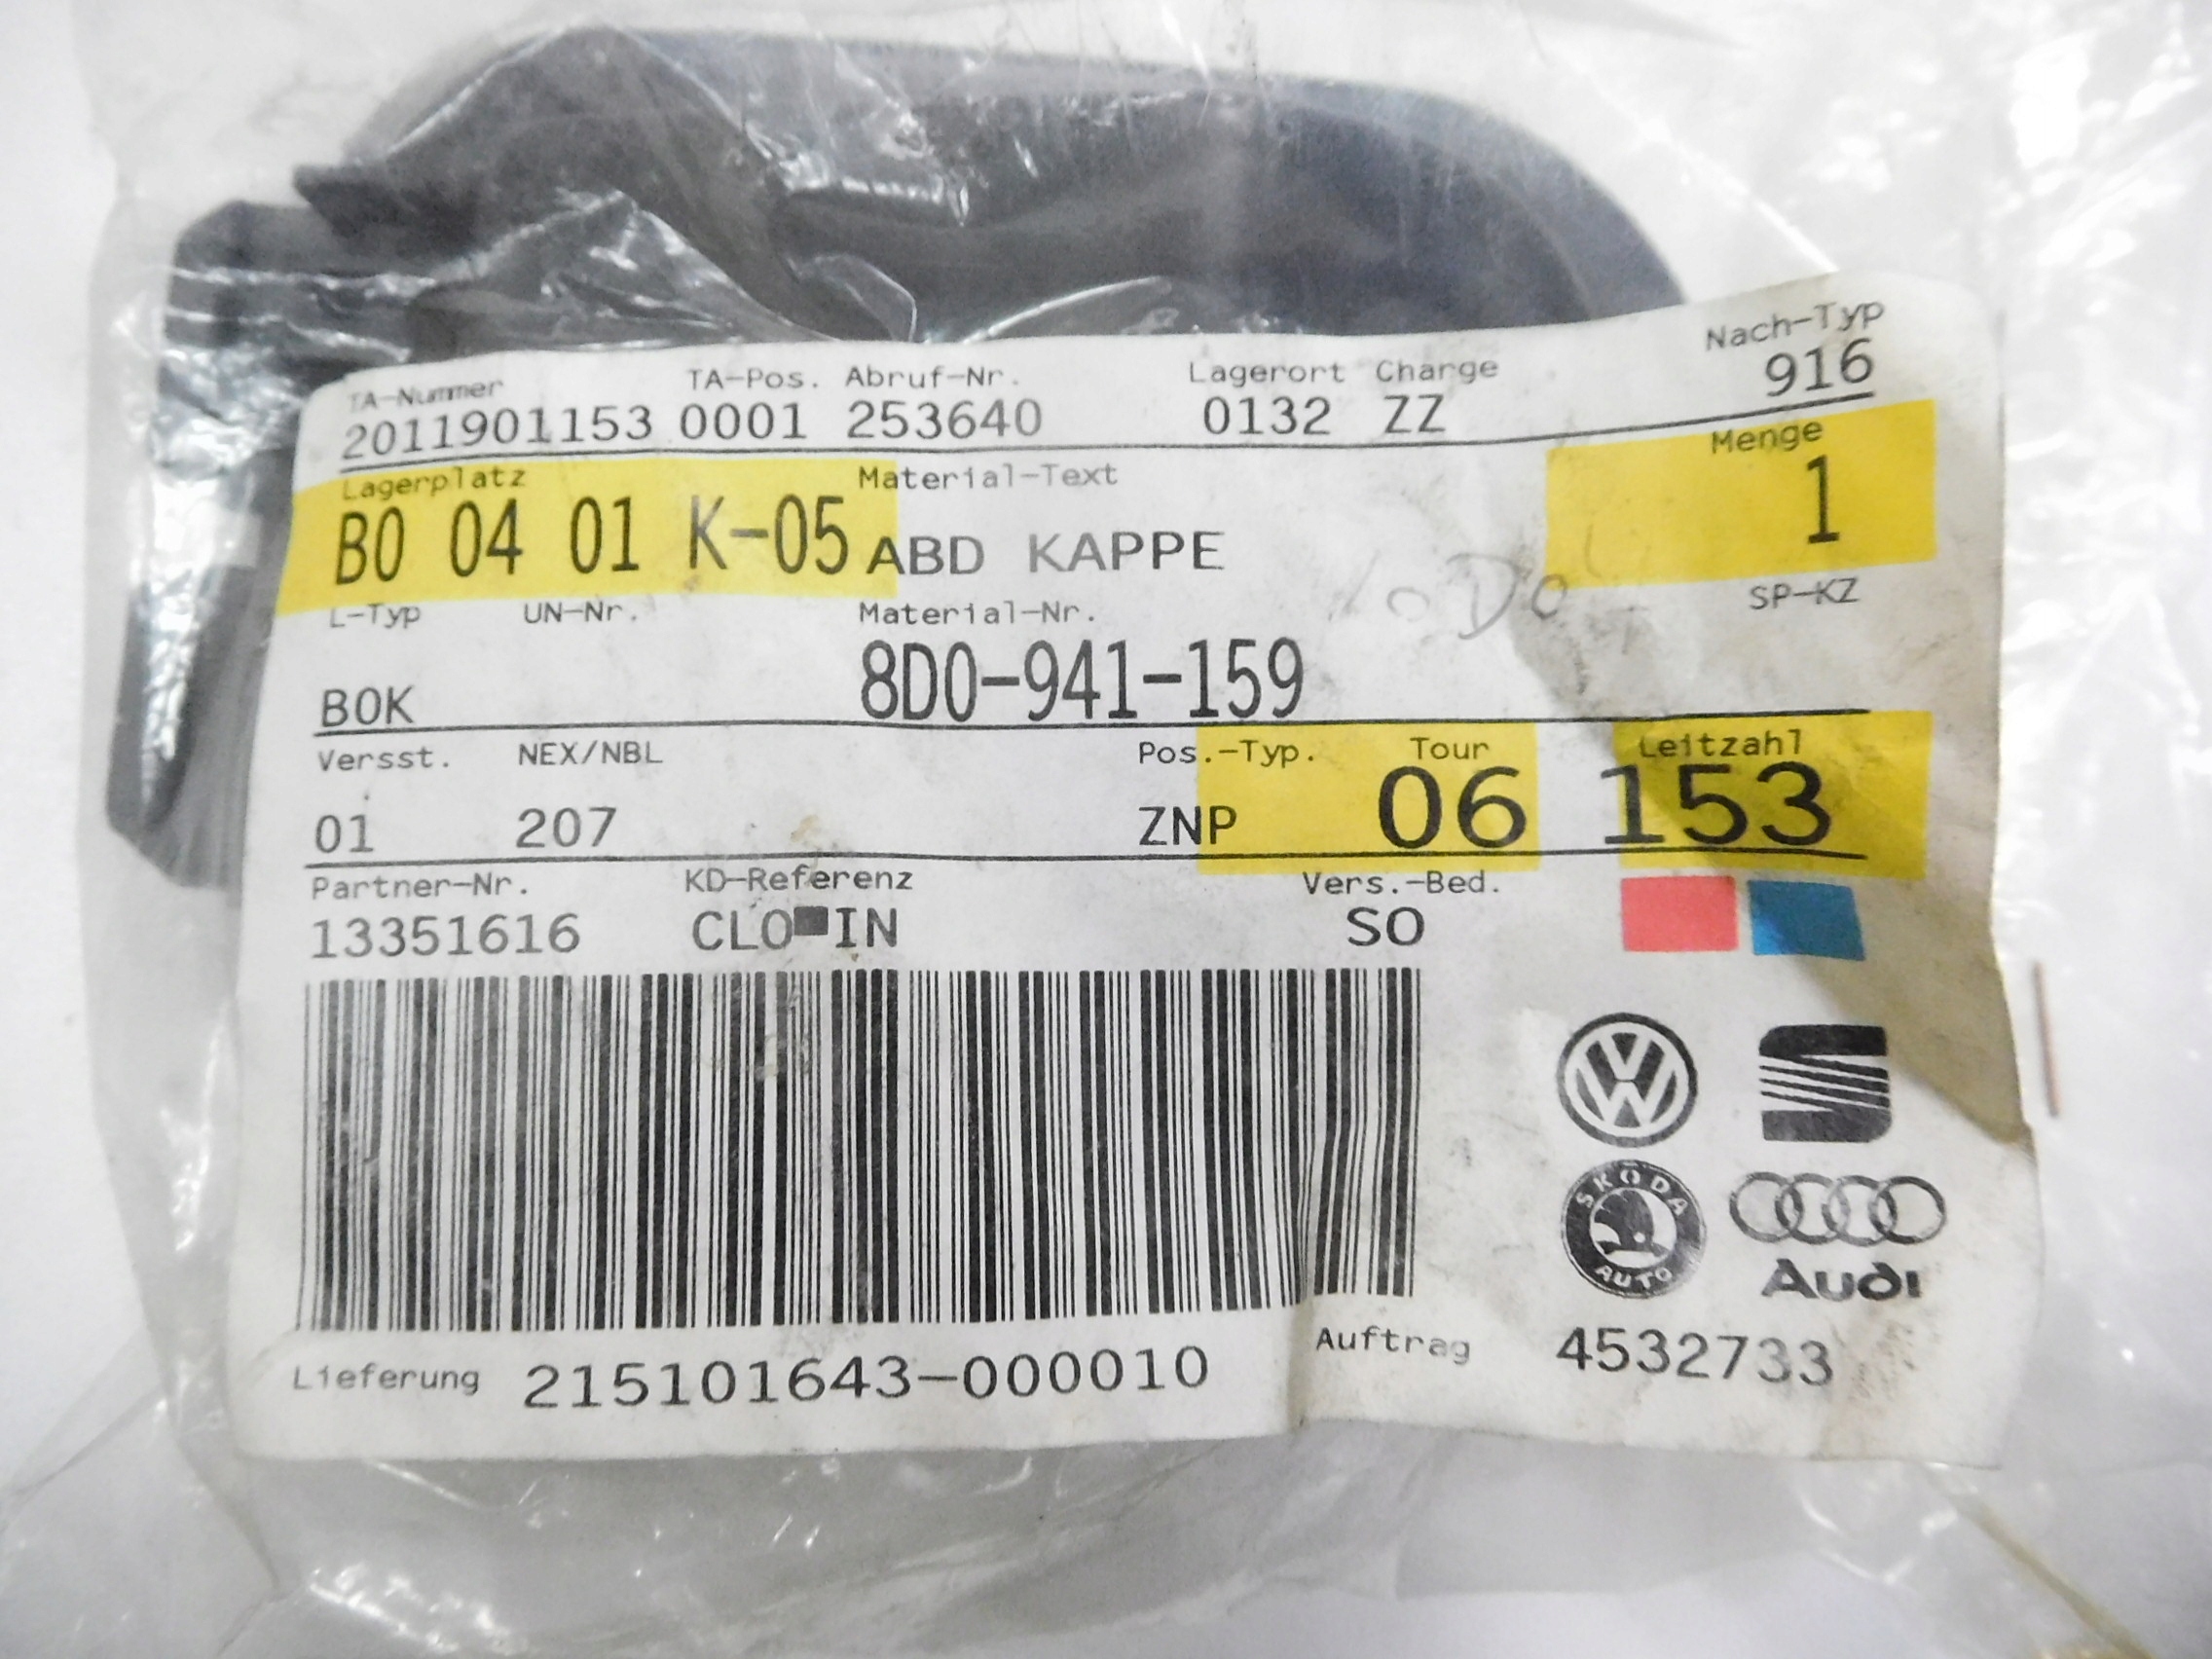 TA-Nummer TA-Pos. Abruf-Nr. Lagerort Charge Nach-Typ
2011901153 0001 253640 0132 ZZ 916
Lagerplatz Material-Text Menge
B0 04 01 K-05 ABD KAPPE 1
L-Typ UN-Nr. Material-Nr. SP-KZ
BOK 8D0-941-159
Versst. NEX/NBL Pos.-Typ. Tour Leitzahl
01 207 ZNP 06 153
Partner-Nr. KD-Referenz Vers.-Bed.
13351616 CLO■IN SO
SKODA
AUTO
Audi
Lieferung 215101643-000010 Auftrag 4532733